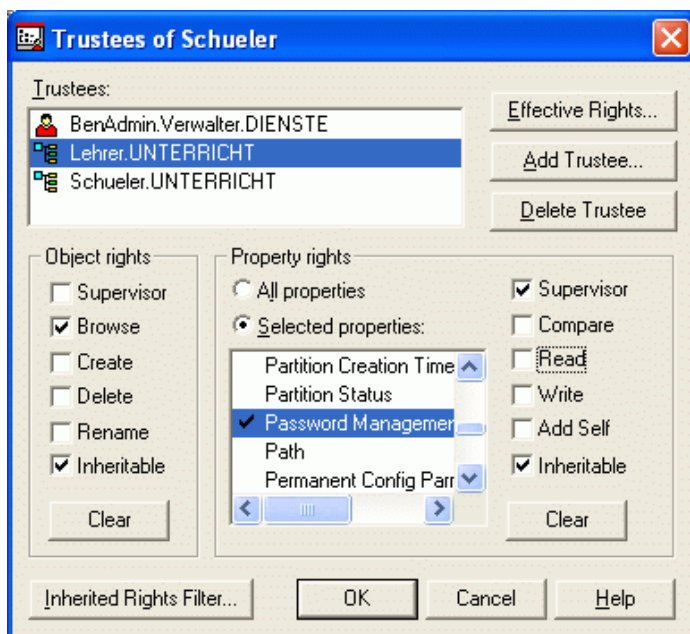 Trustees of Schueler
Trustees:
BenAdmin.Verwalter.DIENSTE
Lehrer.UNTERRICHT
Schueler.UNTERRICHT
Effective Rights...
Add Trustee...
Delete Trustee
Object rights
Supervisor
Browse
Create
Delete
Rename
Inheritable
Clear
Property rights
All properties
Selected properties:
Partition Creation Time
Partition Status
Password Managemen
Path
Permanent Config Parr
Supervisor
Compare
Read
Write
Add Self
Inheritable
Clear
Inherited Rights Filter...
OK
Cancel
Help